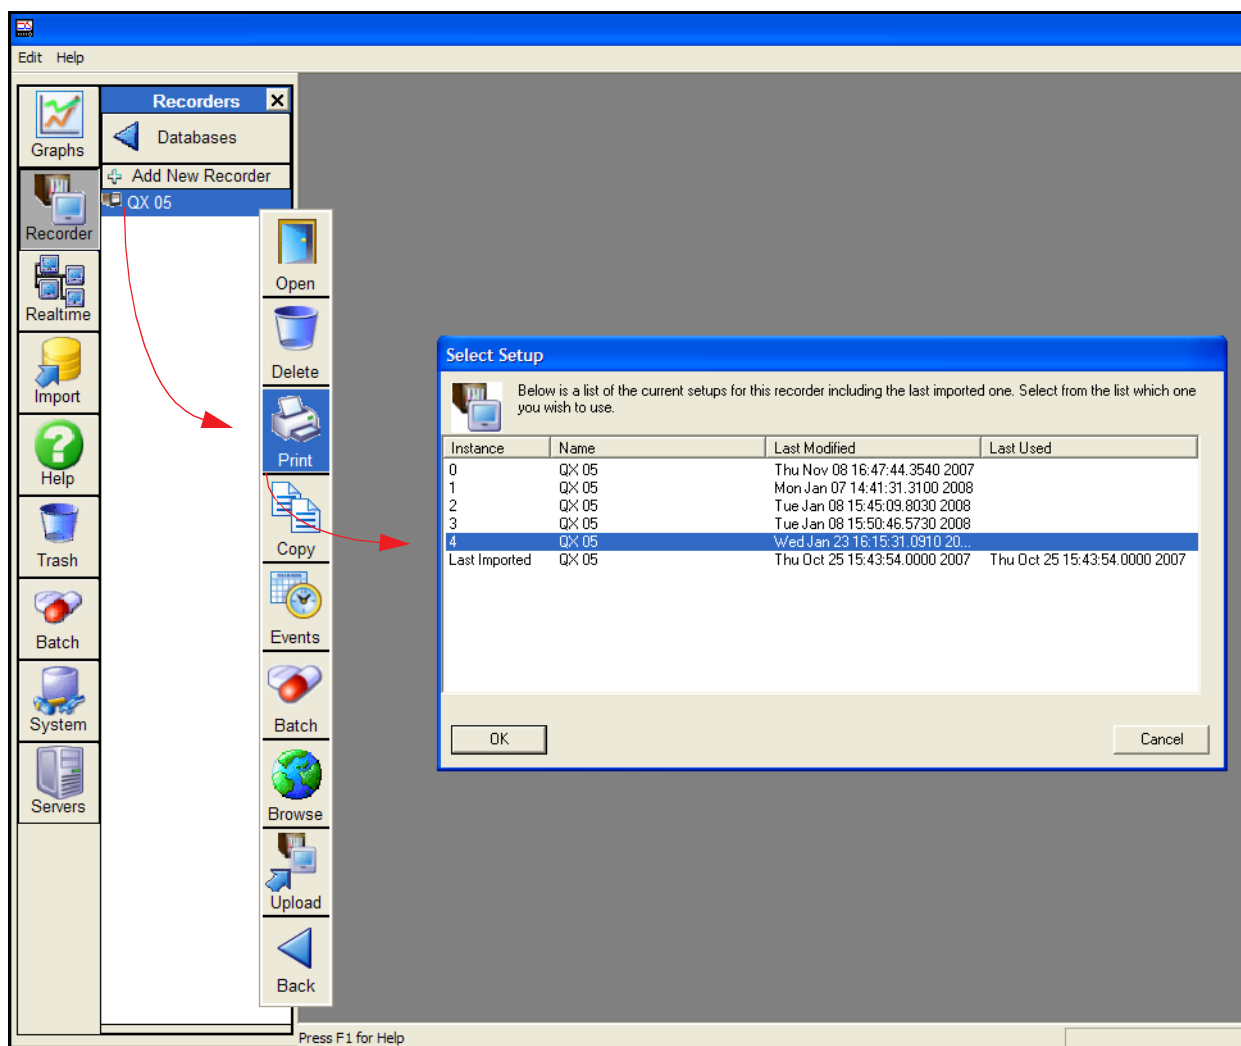 Edit Help
Graphs
Recorder
Realtime
Import
Help
Trash
Batch
System
Servers
Recorders
Databases
Add New Recorder
QX 05
Open
Delete
Print
Copy
Events
Batch
Browse
Upload
Back
Select Setup
Below is a list of the current setups for this recorder including the last imported one. Select from the list which one
you wish to use.
Instance Name Last Modified Last Used
0 QX 05 Thu Nov 08 16:47:44.3540 2007
1 QX 05 Mon Jan 07 14:41:31.3100 2008
2 QX 05 Tue Jan 08 15:45:09.8030 2008
3 QX 05 Tue Jan 08 15:50:46.5730 2008
4 QX 05 Wed Jan 23 16:15:31.0910 20...
Last Imported QX 05 Thu Oct 25 15:43:54.0000 2007 Thu Oct 25 15:43:54.0000 2007
OK Cancel
Press F1 for Help